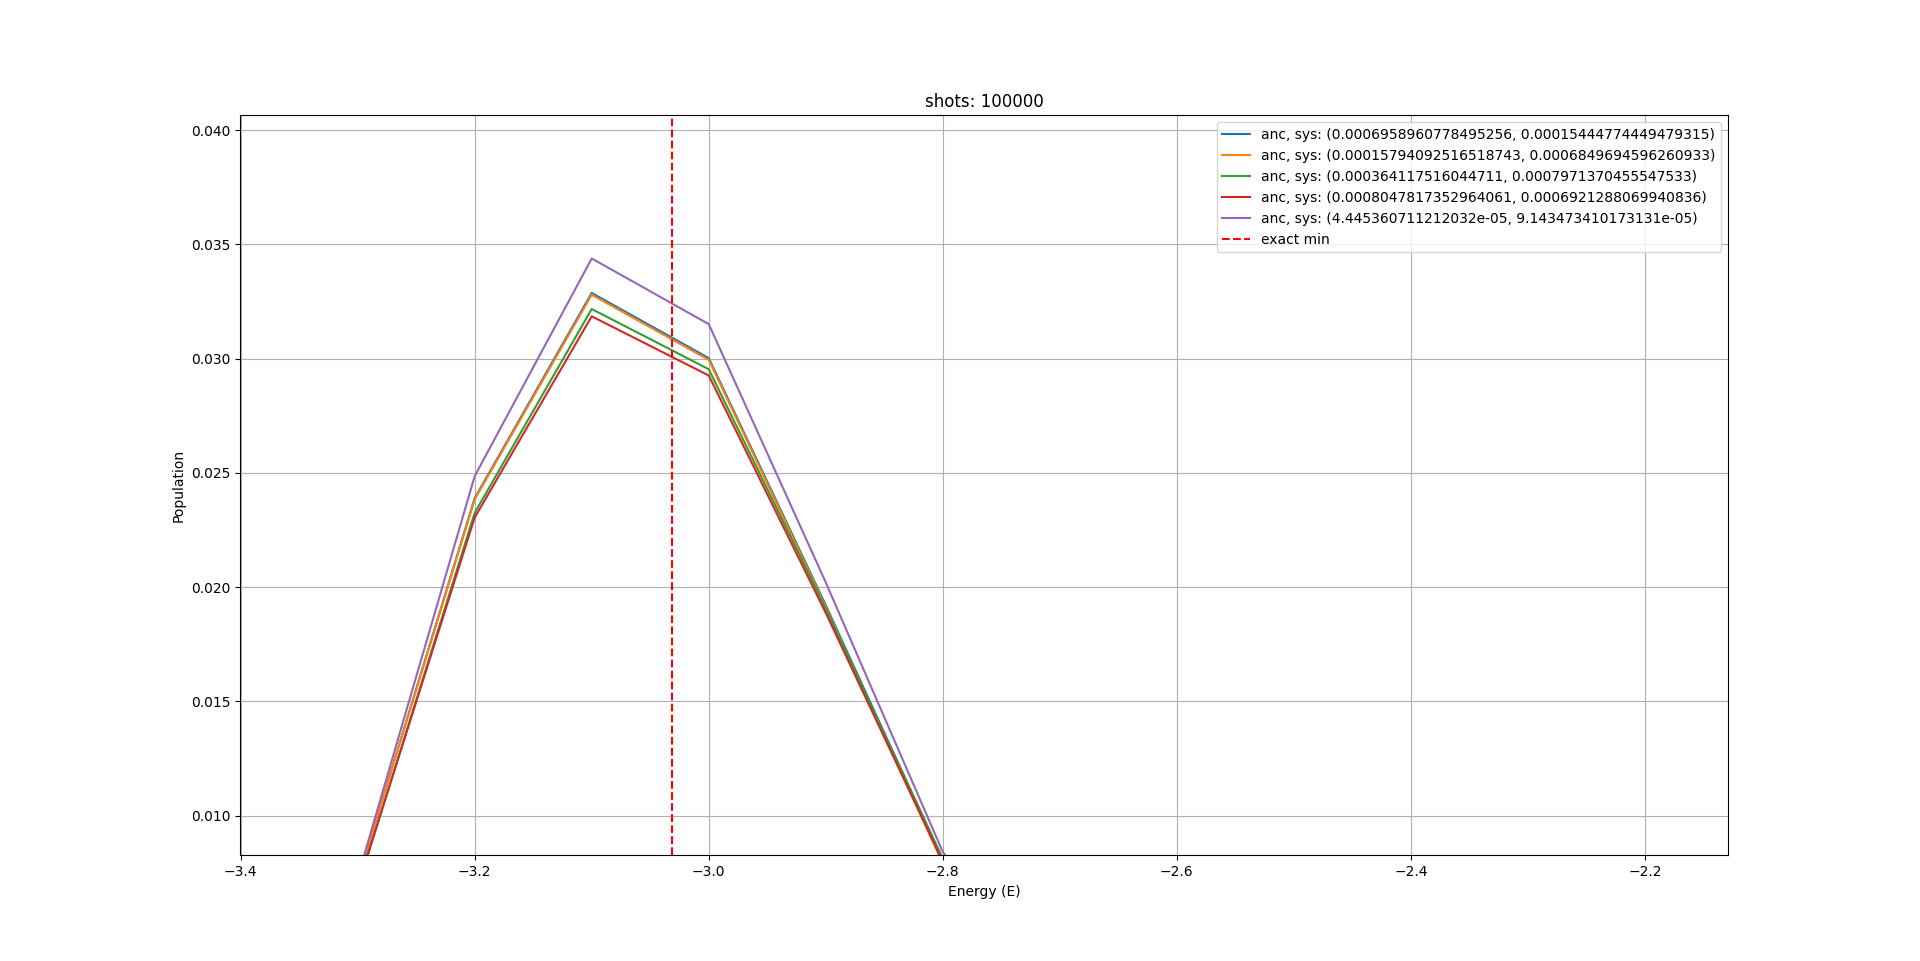 shots: 100000
anc, sys: (0.0006958960778495256, 0.00015444774449479315)
anc, sys: (0.00015794092516518743, 0.0006849694596260933)
anc, sys: (0.000364117516044711, 0.0007971370455547533)
anc, sys: (0.0008047817352964061, 0.0006921288069940836)
anc, sys: (4.445360711212032e-05, 9.143473410173131e-05)
exact min
0.040
0.035
0.030
0.025
0.020
0.015
0.010
Population
−3.4 −3.2 −3.0 −2.8 −2.6 −2.4 −2.2
Energy (E)